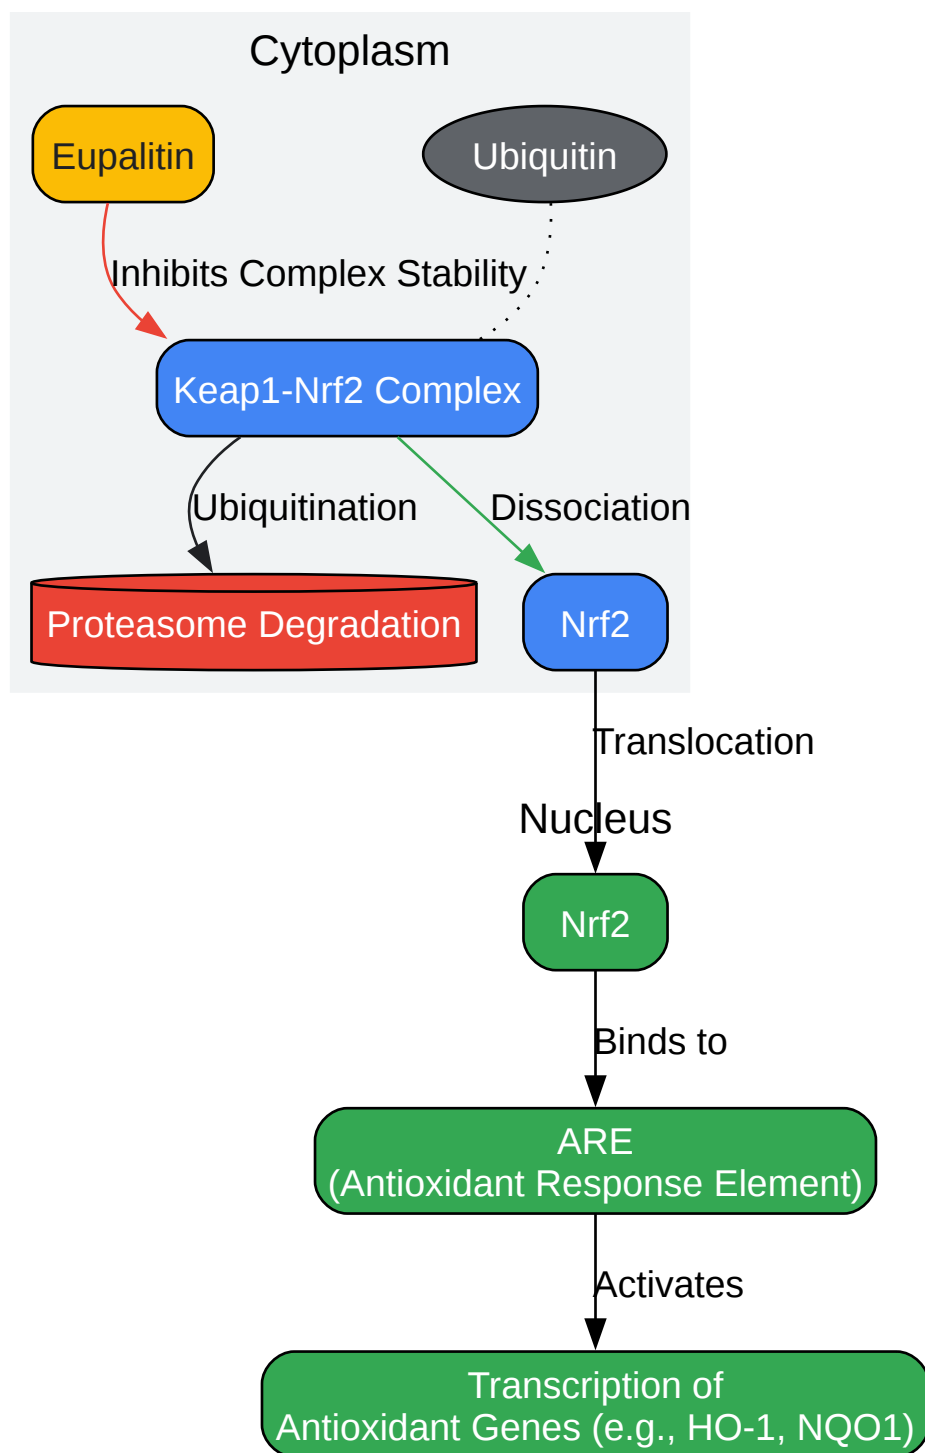 Cytoplasm
Eupalitin
Ubiquitin
Inhibits Complex Stability
Keap1-Nrf2 Complex
Ubiquitination
Dissociation
Proteasome Degradation
Nrf2
Translocation
Nucleus
Nrf2
Binds to
ARE
(Antioxidant Response Element)
Activates
Transcription of
Antioxidant Genes (e.g., HO-1, NQO1)